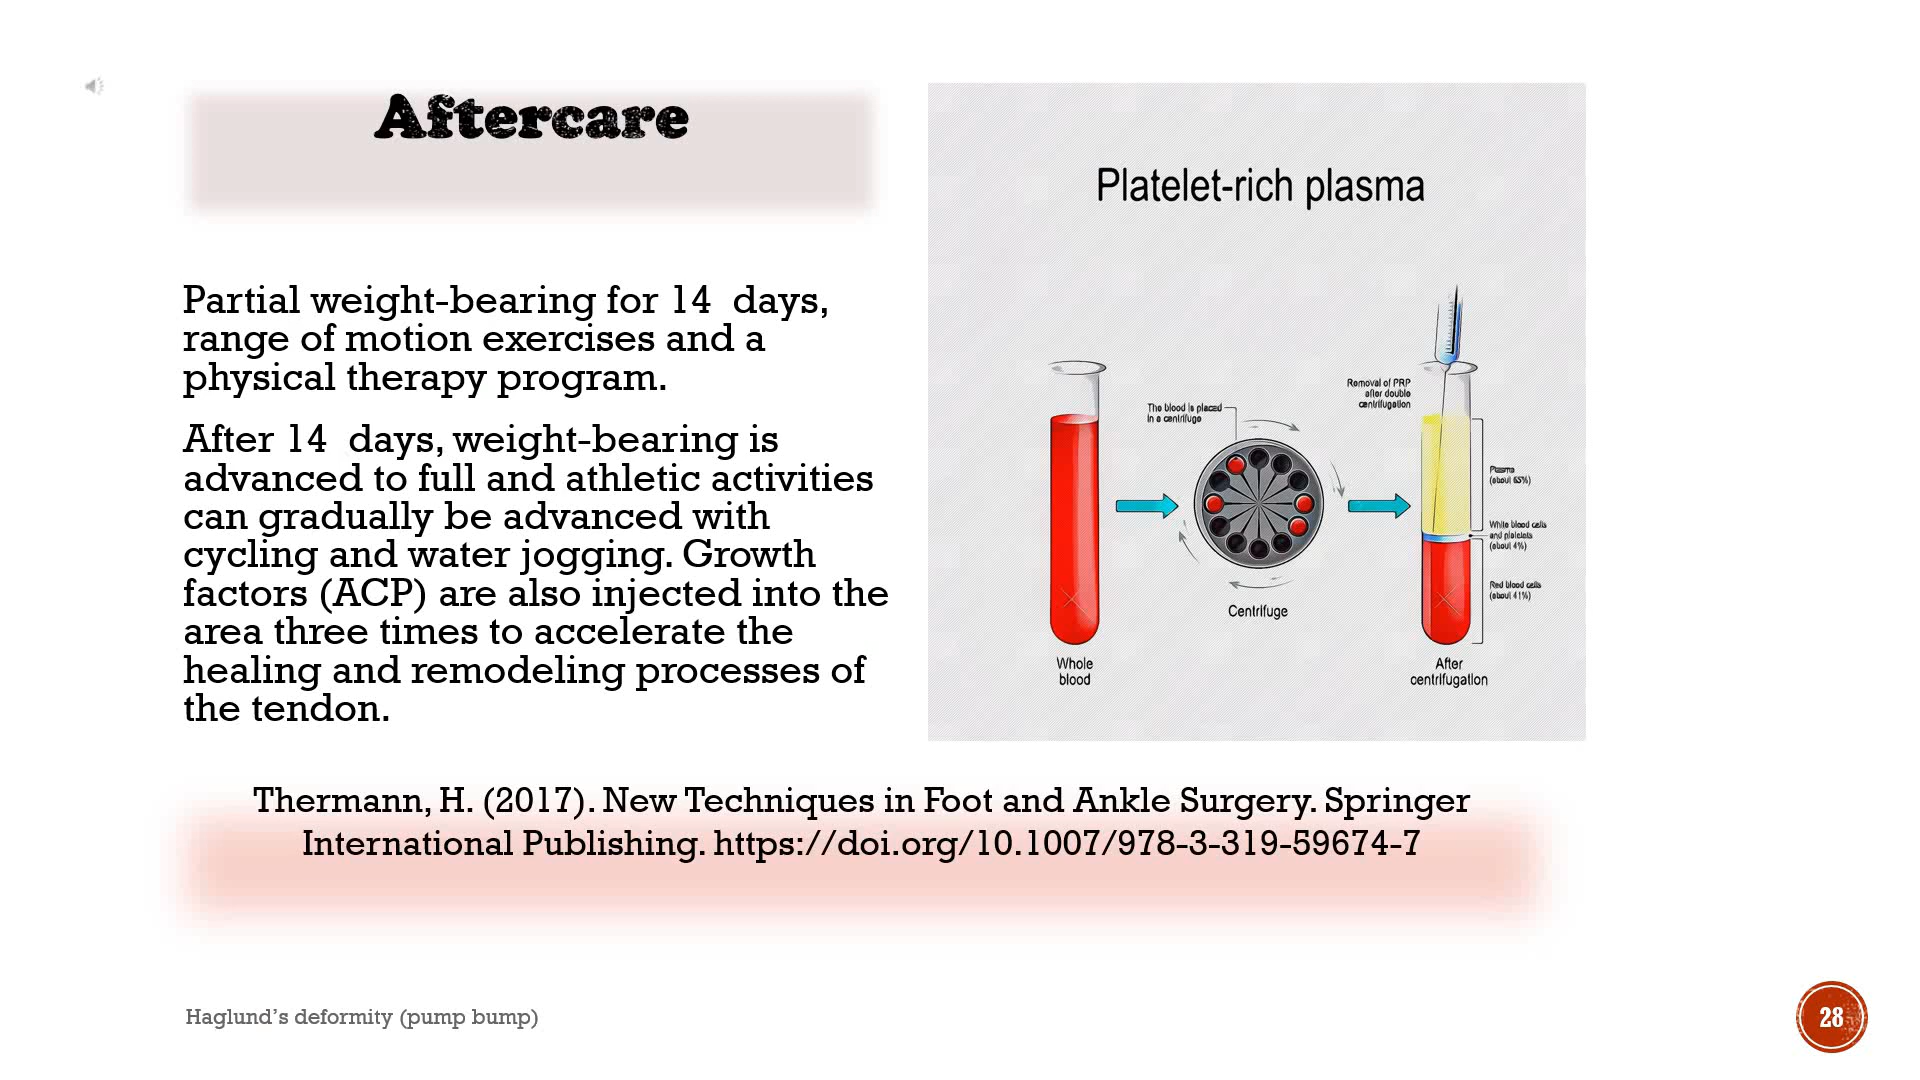 Aftercare
Partial weight-bearing for 14 days,
range of motion exercises and a
physical therapy program.
After 14 days, weight-bearing is
advanced to full and athletic activities
can gradually be advanced with
cycling and water jogging. Growth
factors (ACP) are also injected into the
area three times to accelerate the
healing and remodeling processes of
the tendon.
Platelet-rich plasma
Removal of PRP
after double
centrifugation
The blood is placed
in a centrifuge
Plasma
(about 55%)
White blood cells
and platelets
(about 4%)
Red blood cells
(about 41%)
Centrifuge
Whole
blood
After
centrifugation
Thermann, H. (2017). New Techniques in Foot and Ankle Surgery. Springer
International Publishing. https://doi.org/10.1007/978-3-319-59674-7
Haglund’s deformity (pump bump)
28